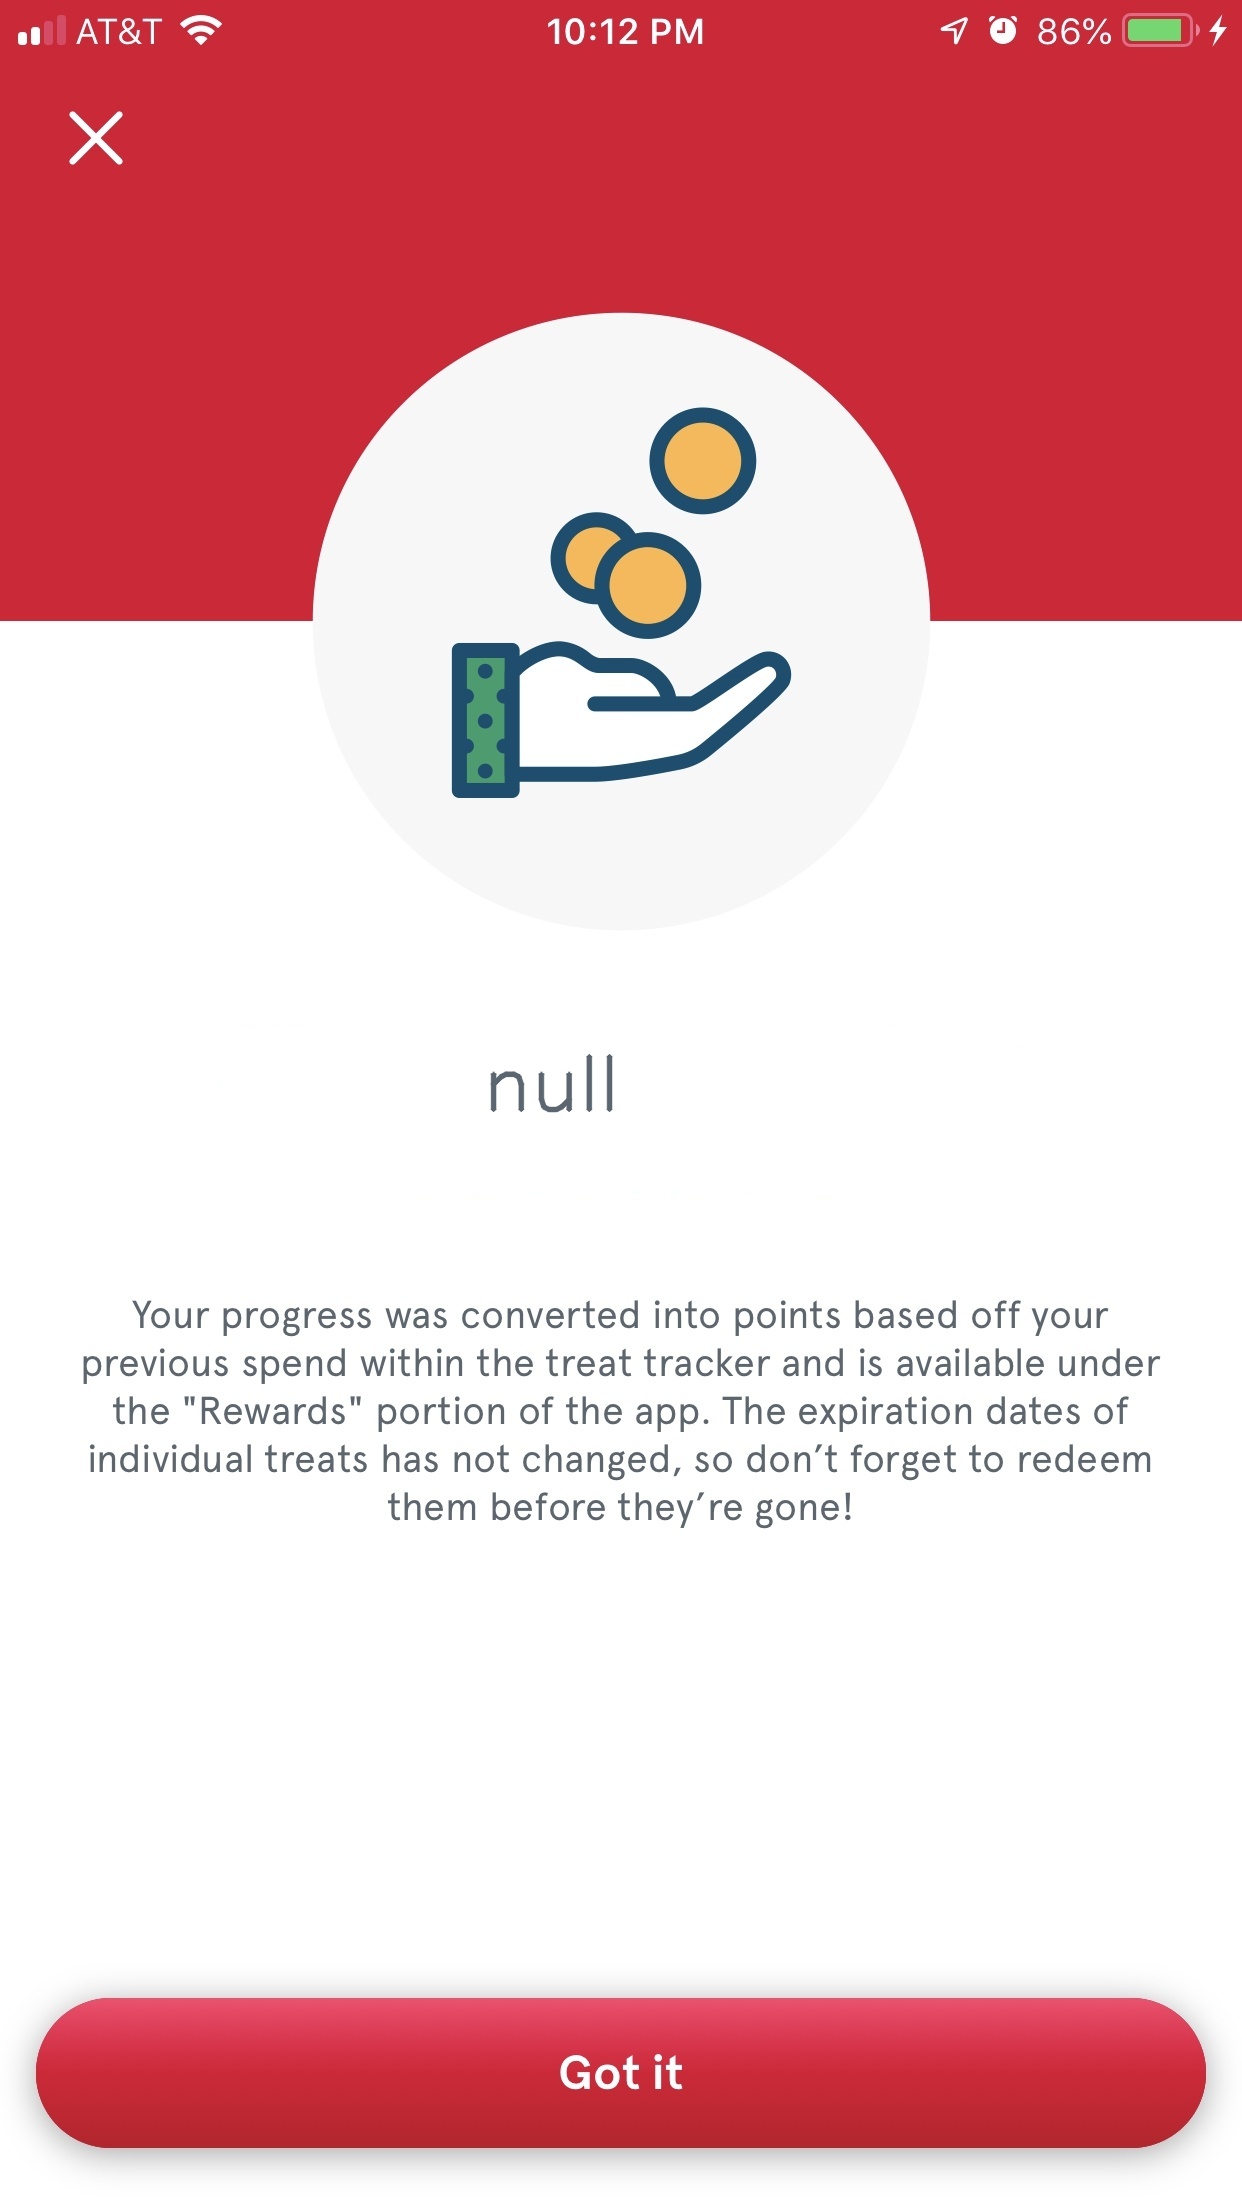 AT&T 10:12 PM 86%
null
Your progress was converted into points based off your
previous spend within the treat tracker and is available under
the "Rewards" portion of the app. The expiration dates of
individual treats has not changed, so don’t forget to redeem
them before they’re gone!
Got it